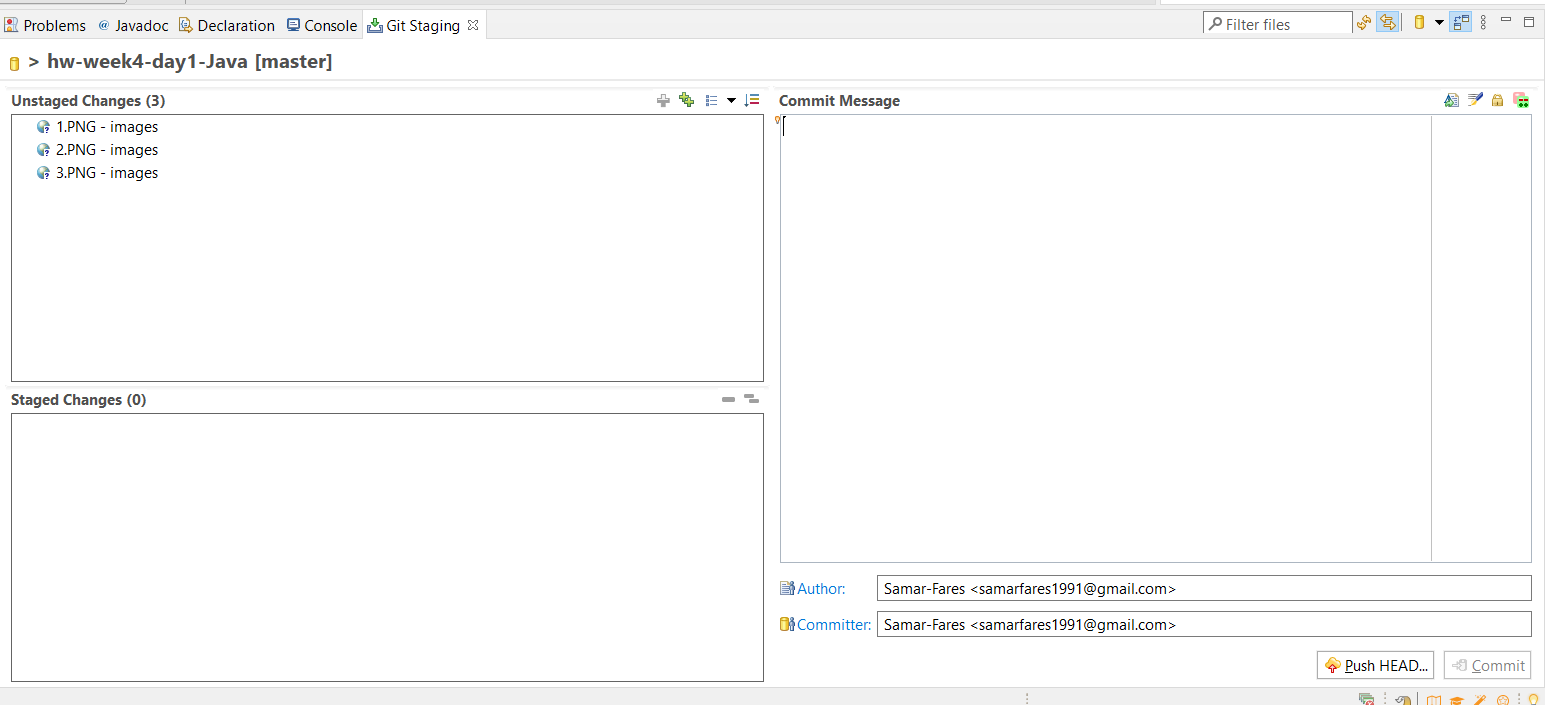 Problems @ Javadoc Declaration Console Git Staging
Filter files
> hw-week4-day1-Java [master]
Unstaged Changes (3)
1.PNG - images
2.PNG - images
3.PNG - images
Staged Changes (0)
Commit Message
Author: Samar-Fares <samarfares1991@gmail.com>
Committer: Samar-Fares <samarfares1991@gmail.com>
Push HEAD... Commit